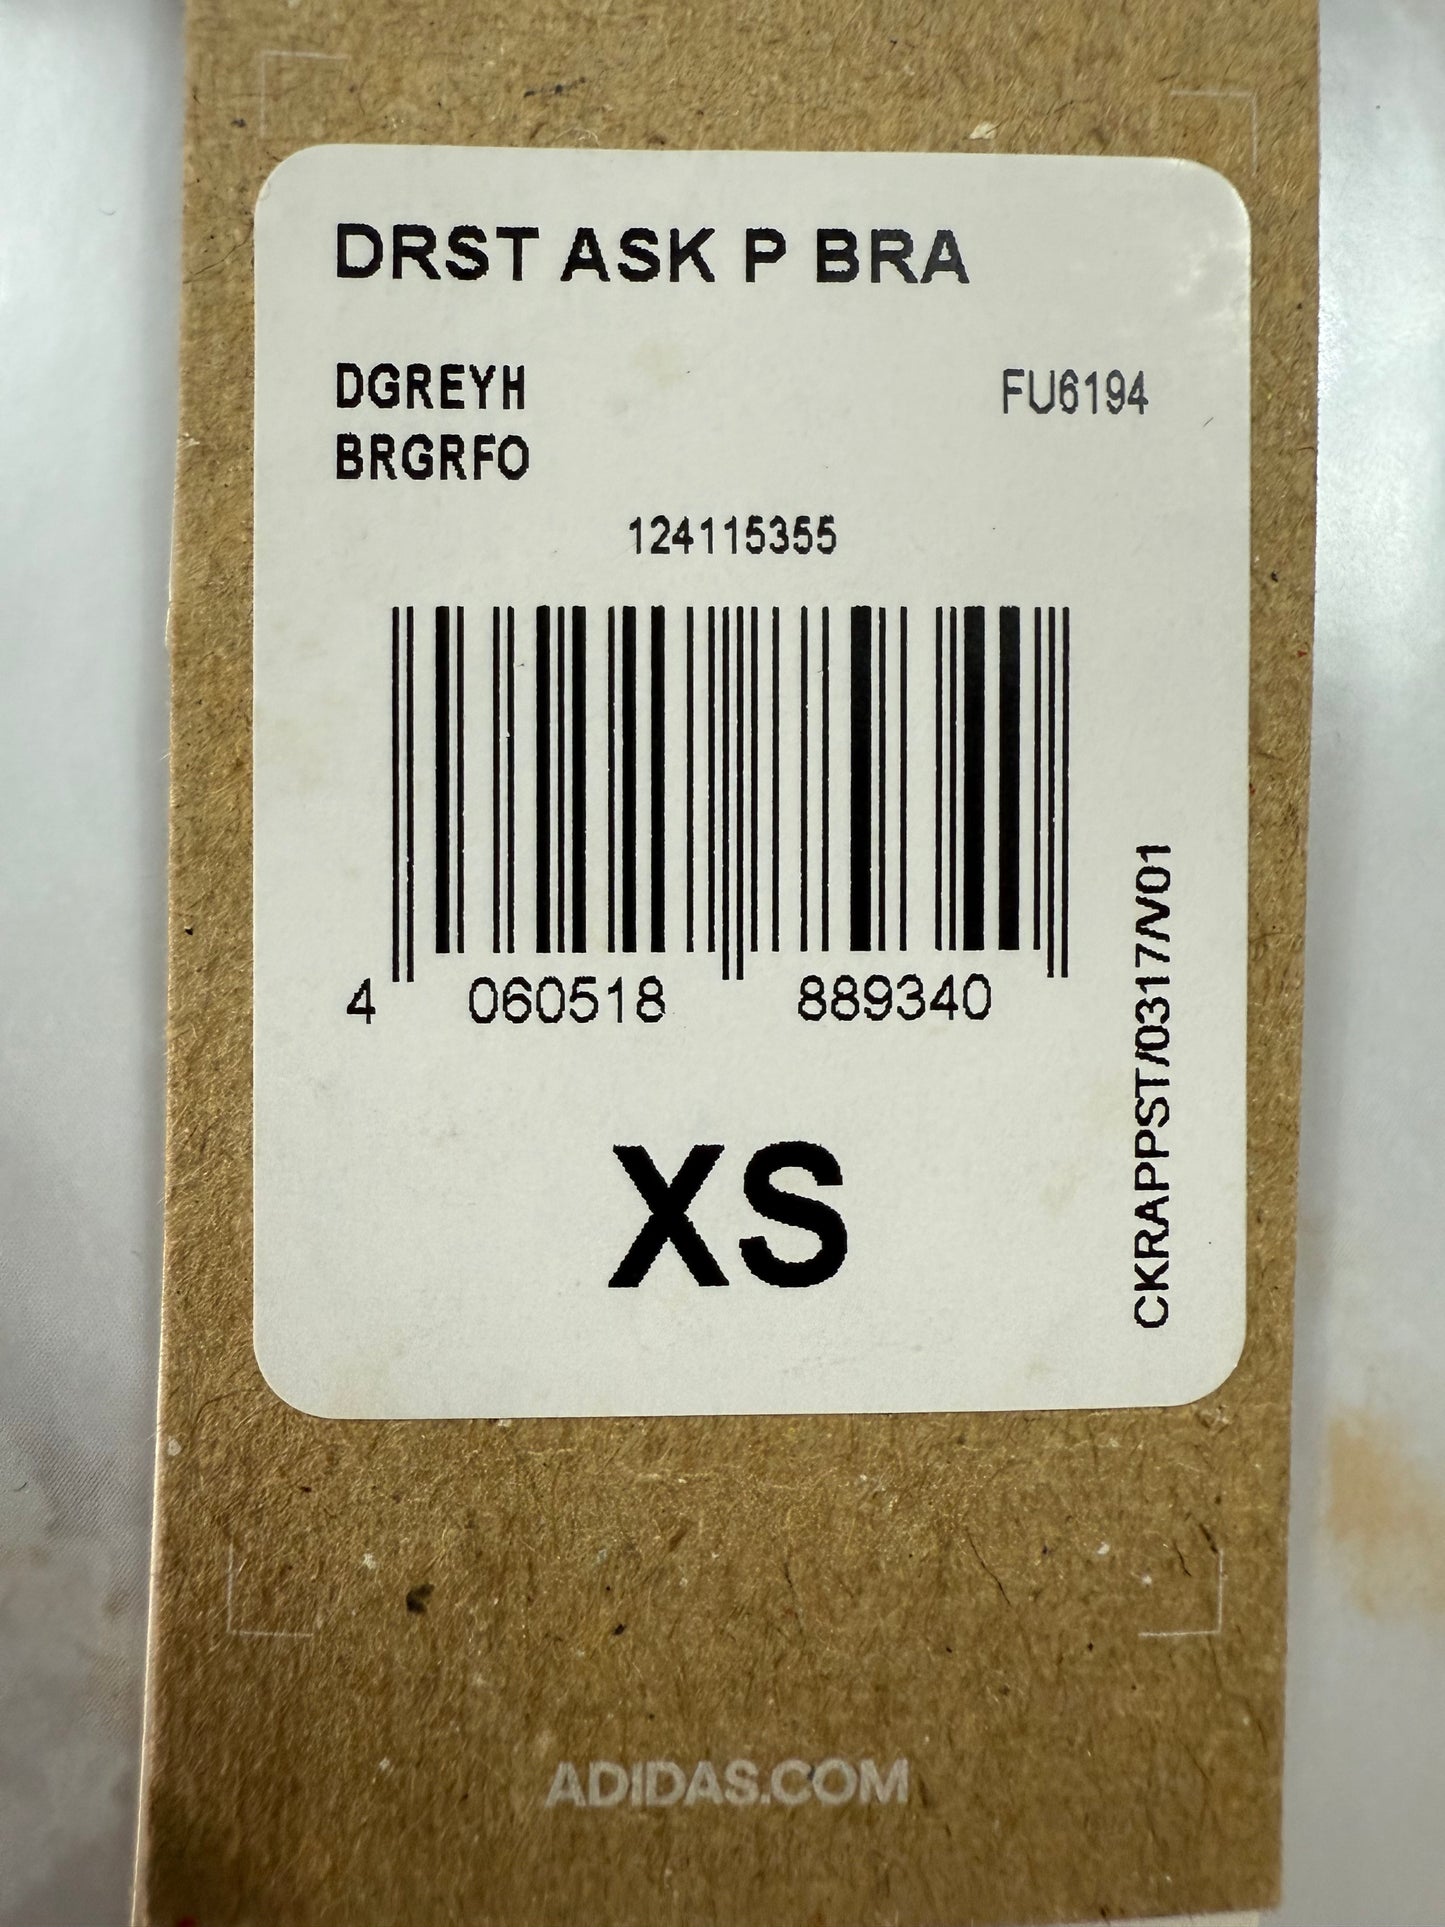 DRST ASK P BRA
DGREYH
FU6194
BRGRFO
124115355
4 060518 889340
XS
CKRAPPST/0317/V01
ADIDAS.COM